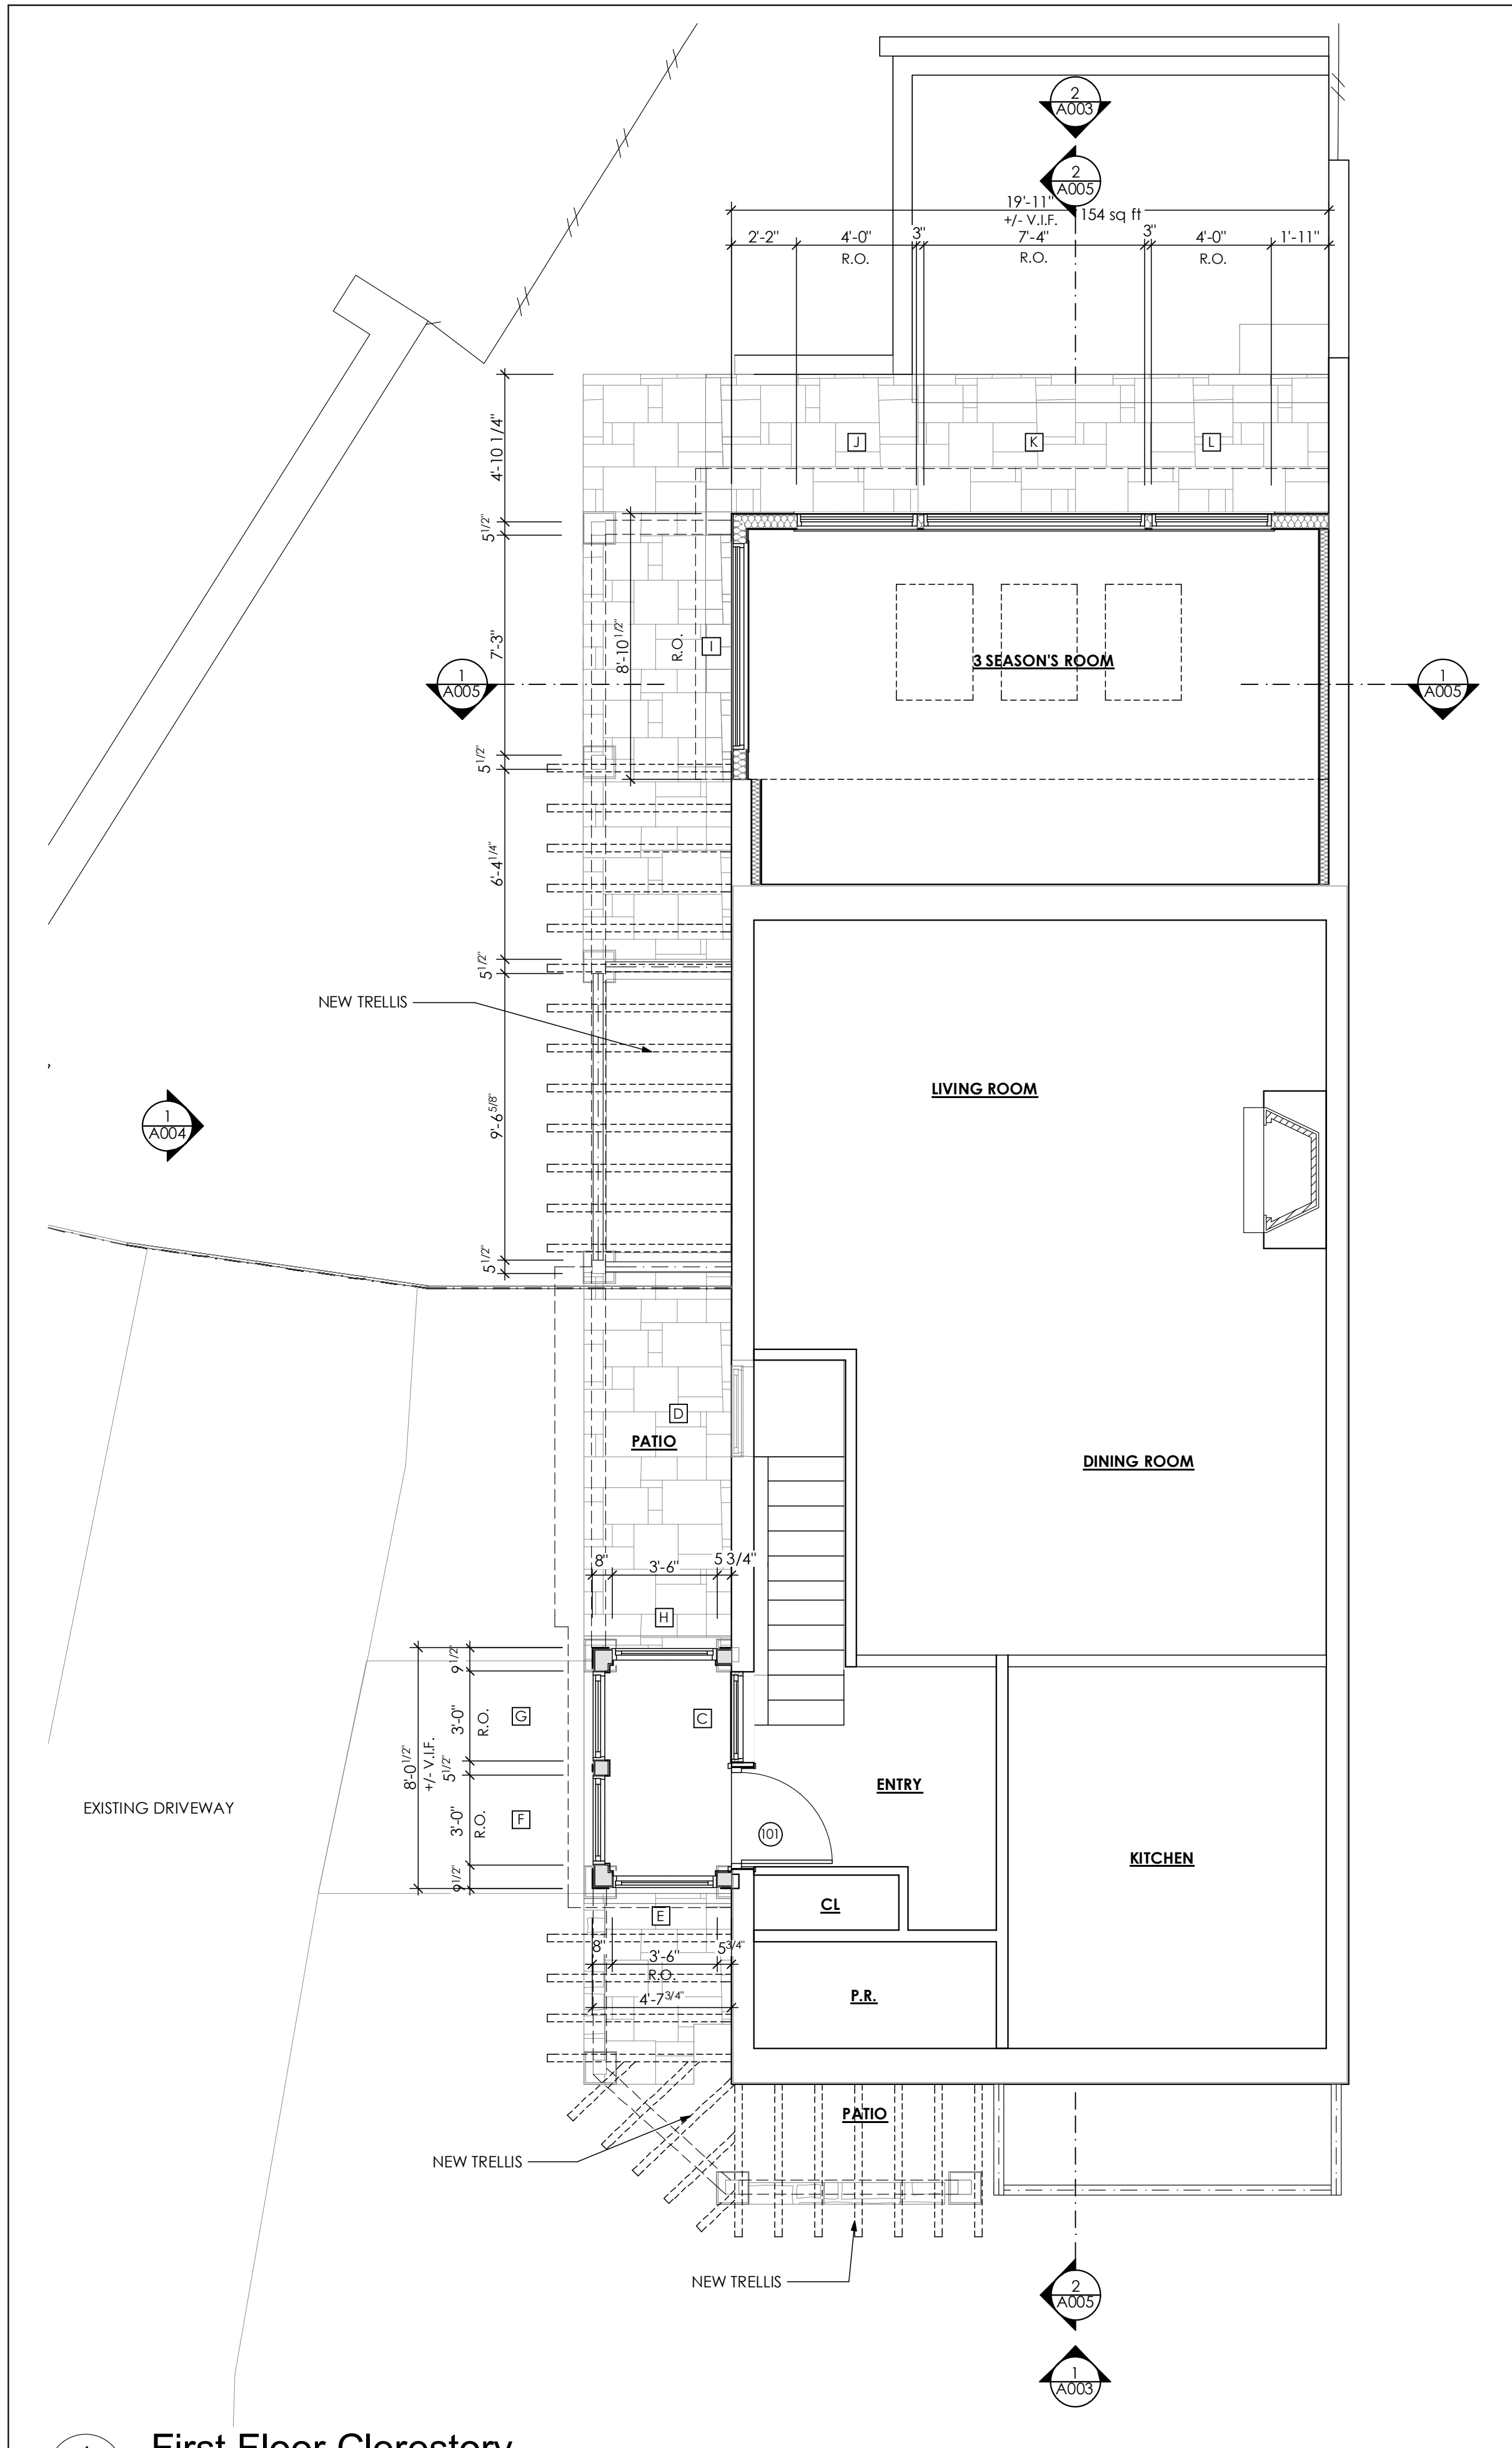 2
A003
2
A005
19'-11"
+/- V.I.F.
154 sq ft
2'-2"
4'-0"
R.O.
3"
7'-4"
R.O.
3"
4'-0"
R.O.
1'-11"
4'-10 1/4"
J
K
L
5 1/2"
7'-3"
8'-10 1/2"
R.O.
I
3 SEASON'S ROOM
1
A005
1
A005
5 1/2"
6'-4 1/4"
5 1/2"
NEW TRELLIS
LIVING ROOM
9'-6 5/8"
1
A004
5 1/2"
D
PATIO
DINING ROOM
8"
3'-6"
5 3/4"
H
9 1/2"
3'-0"
R.O.
G
C
8'-0 1/2"
+/- V.I.F.
5 1/2"
ENTRY
EXISTING DRIVEWAY
3'-0"
R.O.
F
101
KITCHEN
9 1/2"
CL
E
8"
3'-6"
R.O.
5 3/4"
4'-7 3/4"
P.R.
PATIO
NEW TRELLIS
NEW TRELLIS
2
A005
1
A003
First Floor Clerestory